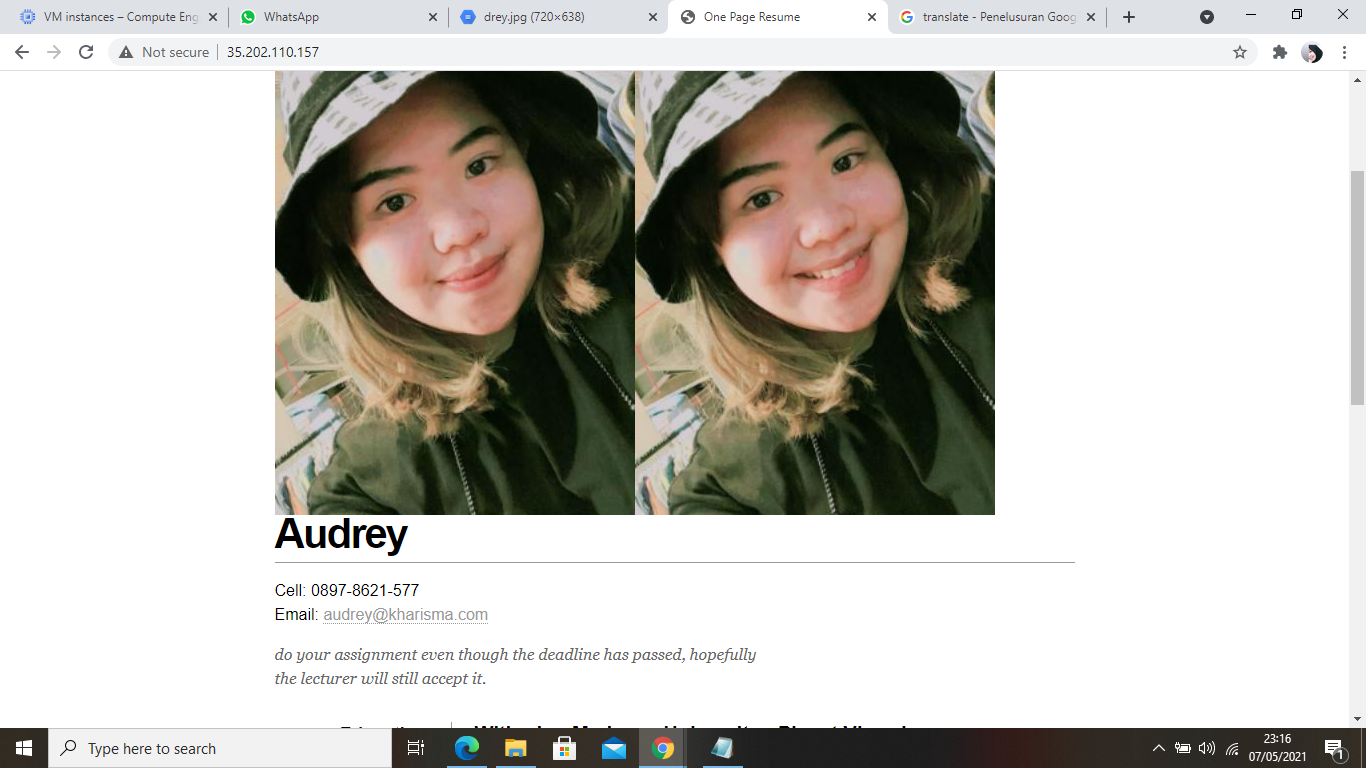 VM instances – Compute Eng
WhatsApp
drey.jpg (720×638)
One Page Resume
translate - Penelusuran Goog
Not secure
35.202.110.157
Audrey
Cell: 0897-8621-577
Email: audrey@kharisma.com
do your assignment even though the deadline has passed, hopefully
the lecturer will still accept it.
Type here to search
23:16
07/05/2021
1